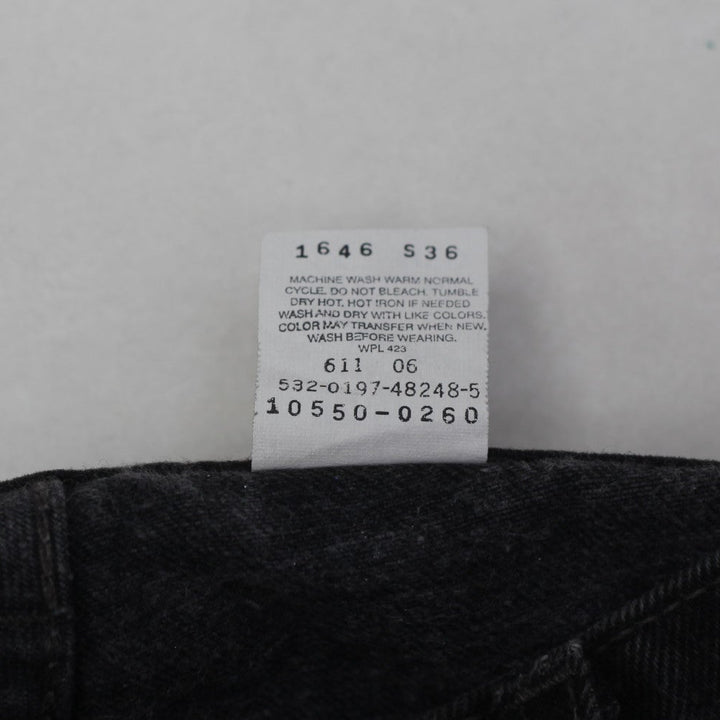 1646 S36
MACHINE WASH WARM NORMAL
CYCLE. DO NOT BLEACH. TUMBLE
DRY HOT. HOT IRON IF NEEDED
WASH AND DRY WITH LIKE COLORS.
COLOR MAY TRANSFER WHEN NEW.
WASH BEFORE WEARING.
WPL 423
611 06
532-0197-48248-5
10550-0260